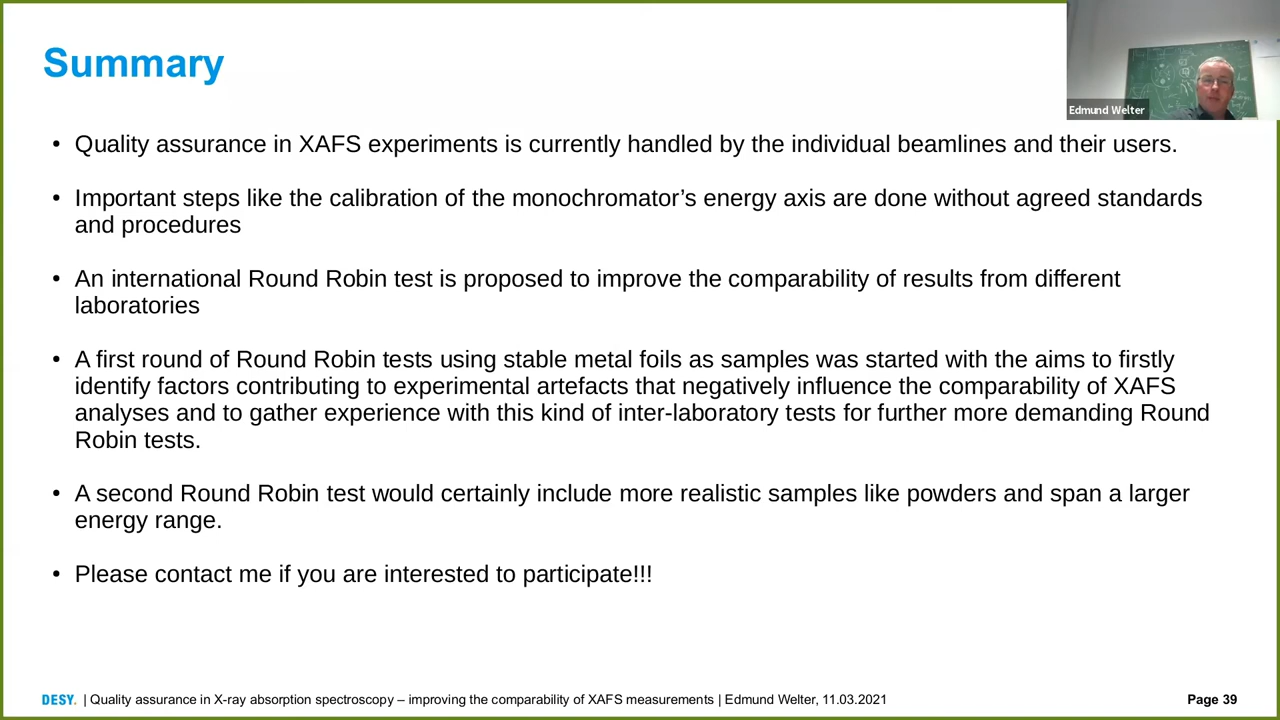 Summary
Edmund Welter
• Quality assurance in XAFS experiments is currently handled by the individual beamlines and their users.
• Important steps like the calibration of the monochromator’s energy axis are done without agreed standards
and procedures
• An international Round Robin test is proposed to improve the comparability of results from different
laboratories
• A first round of Round Robin tests using stable metal foils as samples was started with the aims to firstly
identify factors contributing to experimental artefacts that negatively influence the comparability of XAFS
analyses and to gather experience with this kind of inter-laboratory tests for further more demanding Round
Robin tests.
• A second Round Robin test would certainly include more realistic samples like powders and span a larger
energy range.
• Please contact me if you are interested to participate!!!
DESY. | Quality assurance in X-ray absorption spectroscopy – improving the comparability of XAFS measurements | Edmund Welter, 11.03.2021
Page 39